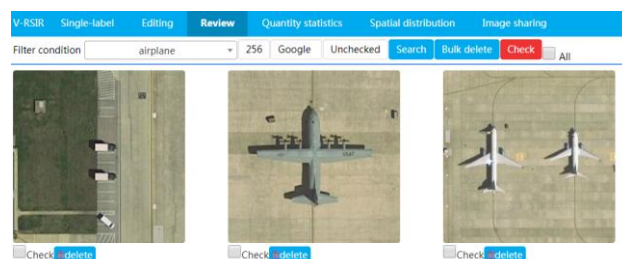 V-RSIR Single-label Editing Review Quantity statistics Spatial distribution Image sharing
Filter condition airplane 256 Google Unchecked Search Bulk delete Check All
Check delete Check delete Check delete